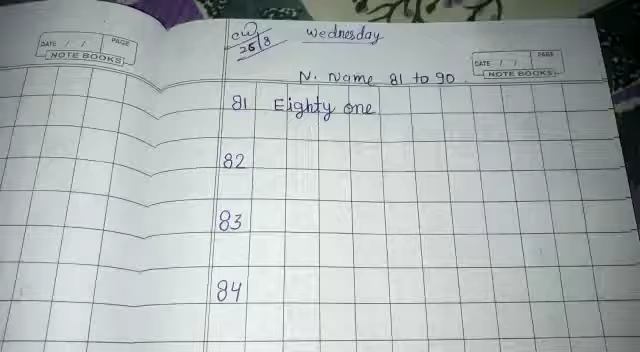 DATE / / PAGE
NOTE BOOKS
CW Wednesday
26/8
DATE / / PAGE
NOTE BOOKS
N. Name 81 to 90
81 Eighty one
82
83
84